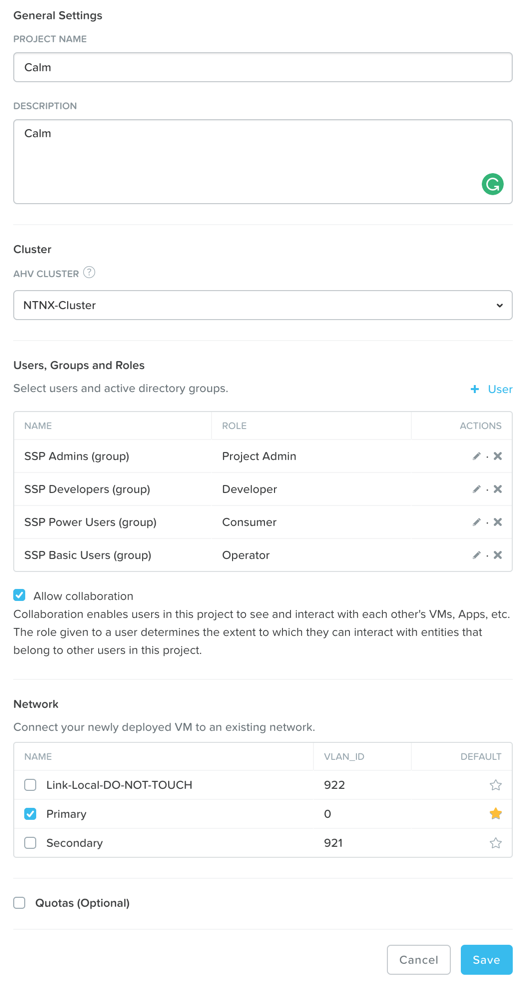 General Settings
PROJECT NAME
Calm
DESCRIPTION
Calm
Cluster
AHV CLUSTER ?
NTNX-Cluster
Users, Groups and Roles
Select users and active directory groups.
+ User
NAME ROLE ACTIONS
SSP Admins (group) Project Admin
SSP Developers (group) Developer
SSP Power Users (group) Consumer
SSP Basic Users (group) Operator
Allow collaboration
Collaboration enables users in this project to see and interact with each other's VMs, Apps, etc.
The role given to a user determines the extent to which they can interact with entities that
belong to other users in this project.
Network
Connect your newly deployed VM to an existing network.
NAME VLAN_ID DEFAULT
Link-Local-DO-NOT-TOUCH 922
Primary 0
Secondary 921
Quotas (Optional)
Cancel Save